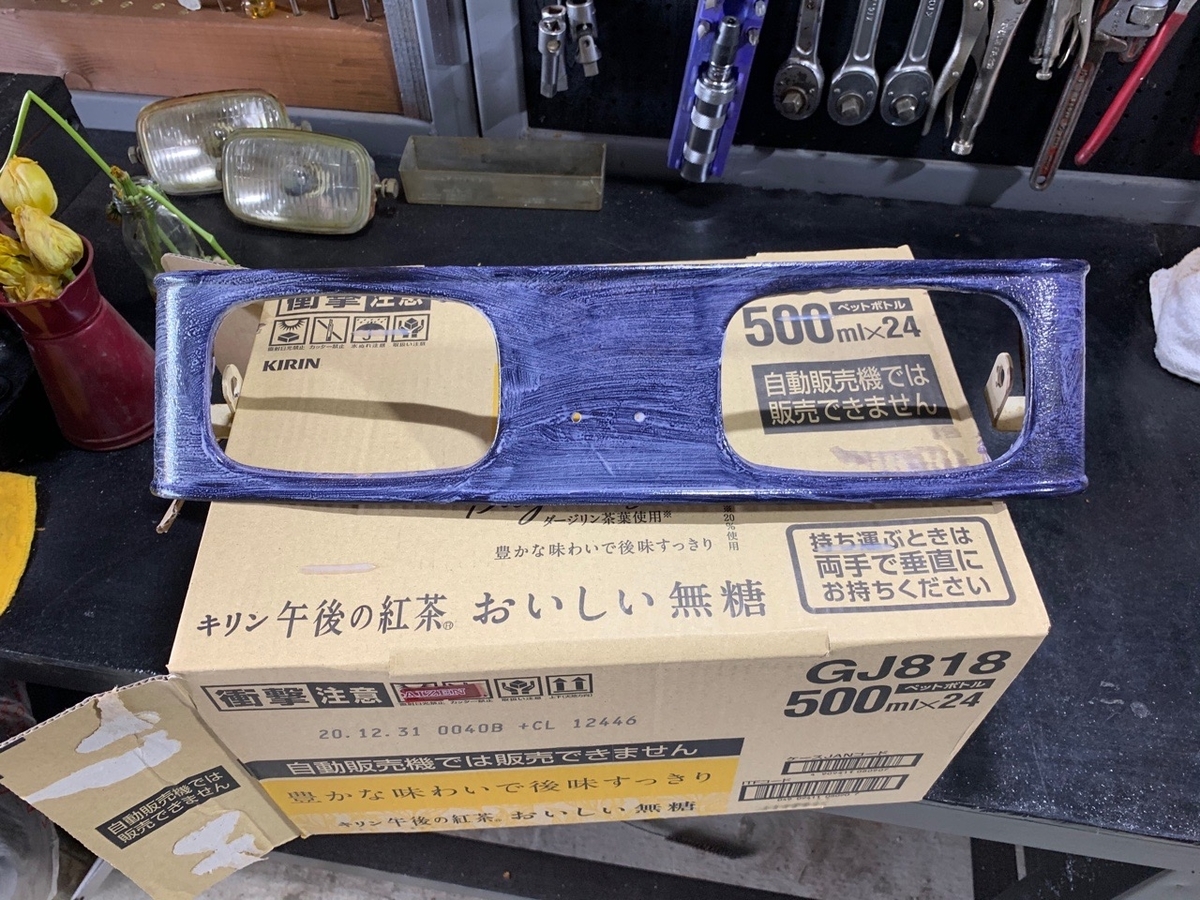 衝撃 注意
KIRIN
ペットボトル
500ml×24
自動販売機では
販売できません
ダージリン茶葉使用※
豊かな味わいで後味すっきり
キリン 午後の紅茶® おいしい無糖
持ち運ぶときは
両手で垂直に
お持ちください
GJ818
ペットボトル
500ml×24
衝撃 注意
20.12.31 0040B +CL 12446
自動販売機では販売できません
豊かな味わいで後味すっきり
キリン 午後の紅茶® おいしい無糖
自動販売機では
販売できません